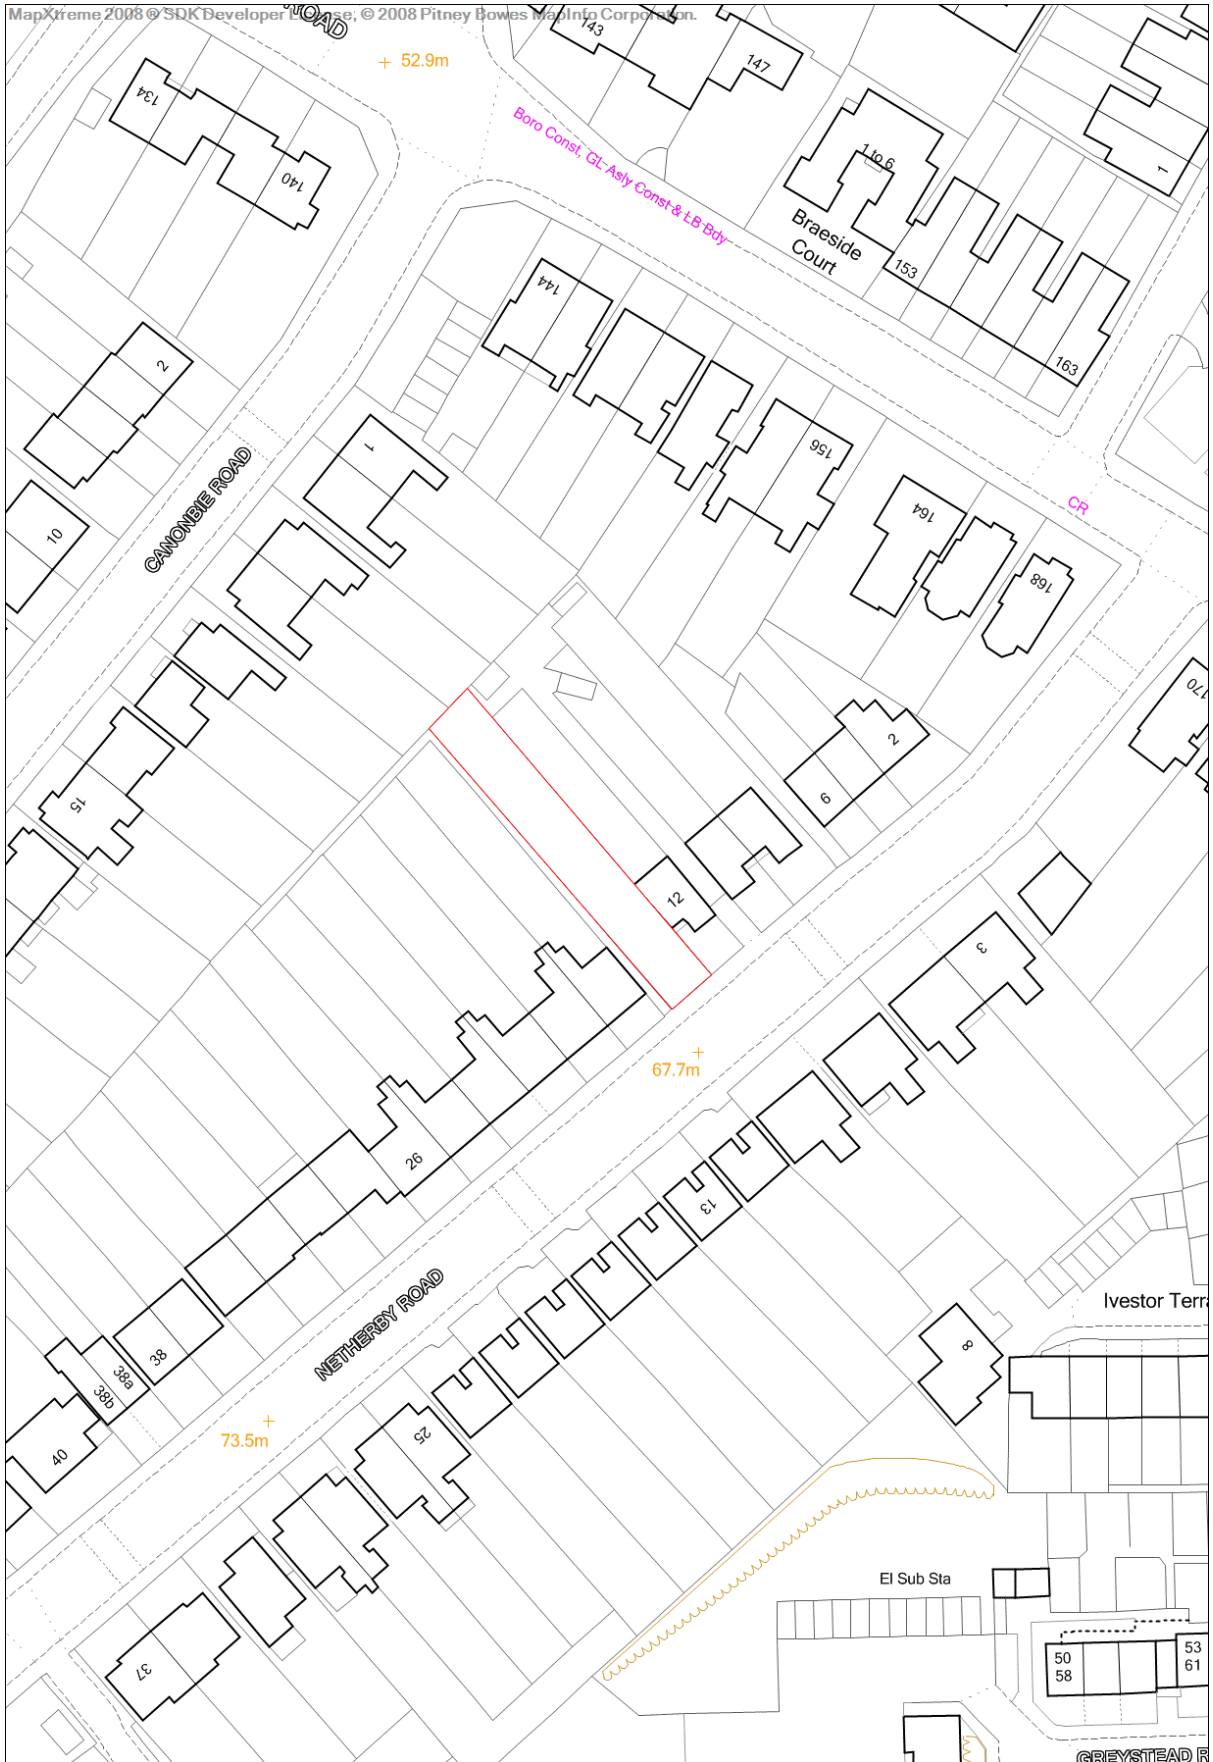 MapXtreme 2008 ® SDK Developer License, © 2008 Pitney Bowes MapInfo Corporation.
ROAD
52.9m
143
147
134
140
Boro Const, GL Asly Const & LB Bdy
1 to 6
1
Braeside
Court
153
163
144
2
156
1
CANONBIE ROAD
10
164
CR
168
170
2
6
15
12
3
67.7m
26
13
NETHERBY ROAD
Ivestor Terra
8
38
38a
38b
40
73.5m
25
El Sub Sta
37
50
58
53
61
GREYSTEAD R